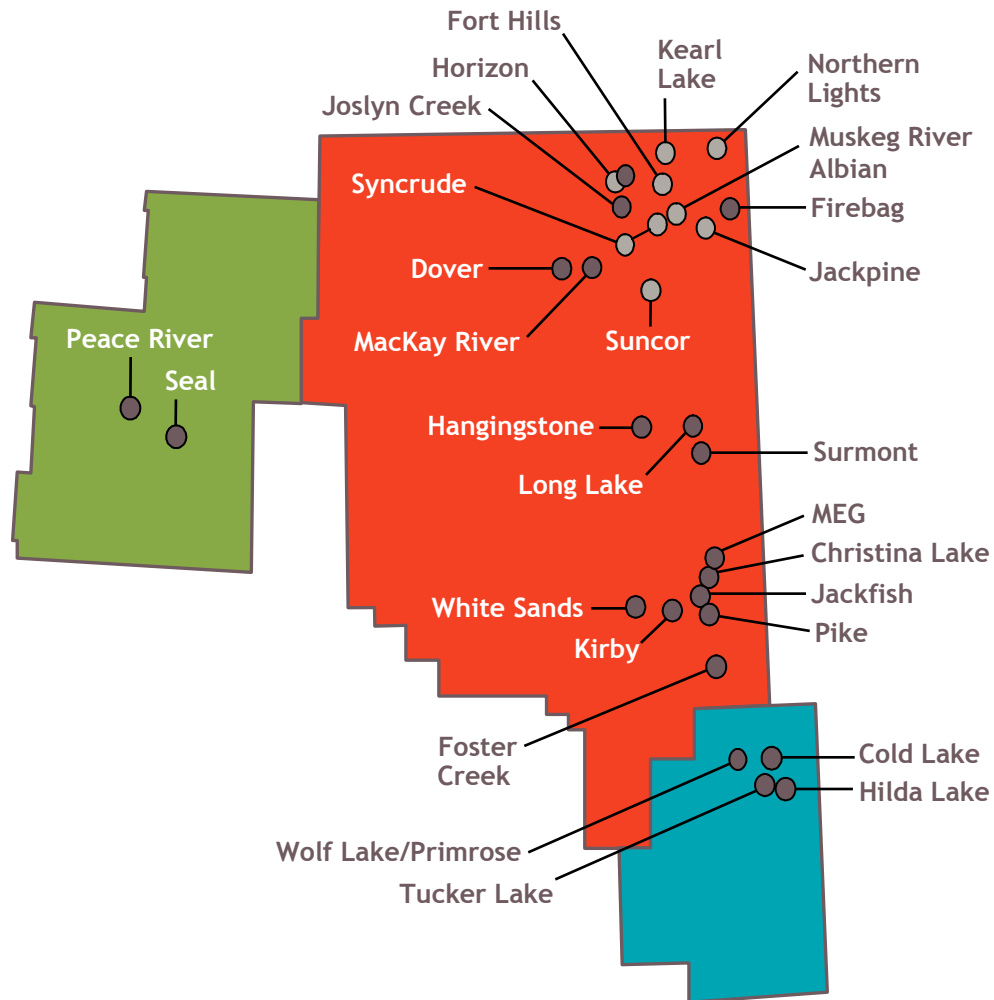 Fort Hills
Kearl
Lake
Northern
Lights
Horizon
Joslyn Creek
Muskeg River
Albian
Syncrude
Firebag
Dover
Jackpine
MacKay River
Suncor
Peace River
Seal
Hangingstone
Surmont
Long Lake
MEG
Christina Lake
Jackfish
White Sands
Pike
Kirby
Foster
Creek
Cold Lake
Hilda Lake
Wolf Lake/Primrose
Tucker Lake